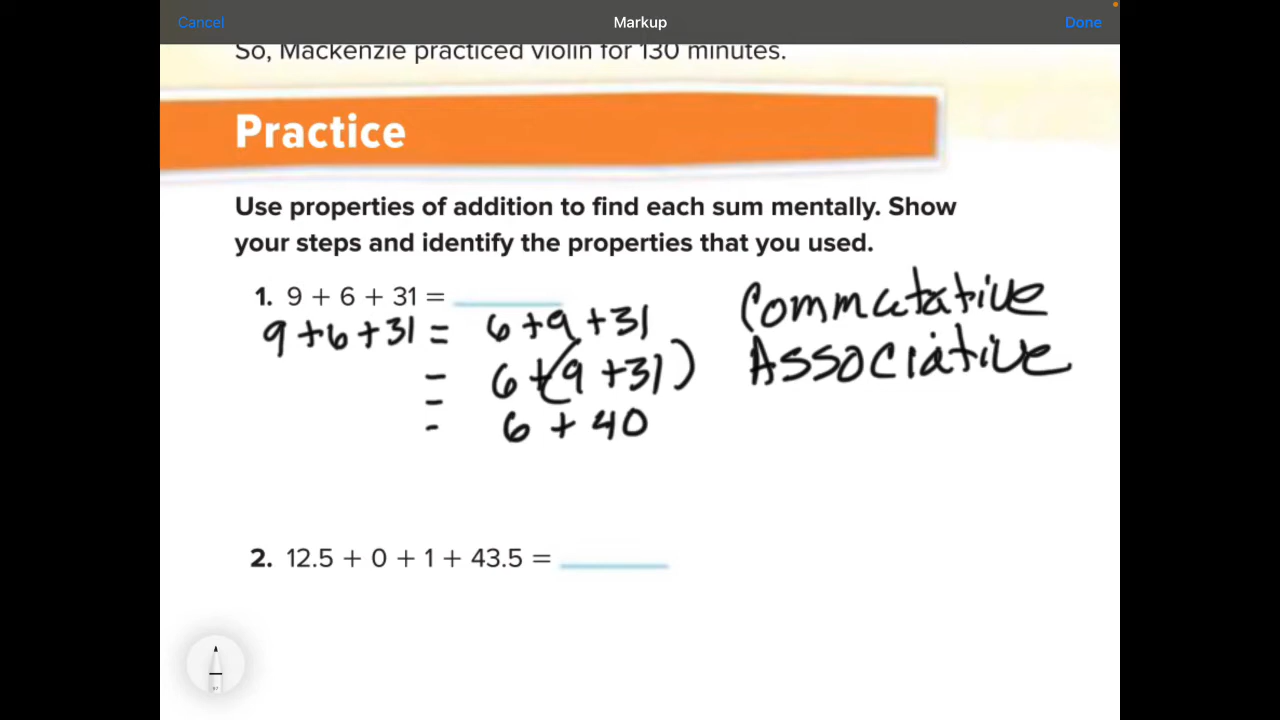 Cancel Markup Done
So, Mackenzie practiced violin for 130 minutes.
Practice
Use properties of addition to find each sum mentally. Show
your steps and identify the properties that you used.
1. 9 + 6 + 31 =
9 + 6 + 31 = 6 + 9 + 31 Commutative
= 6 + (9 + 31) Associative
= 6 + 40
2. 12.5 + 0 + 1 + 43.5 =